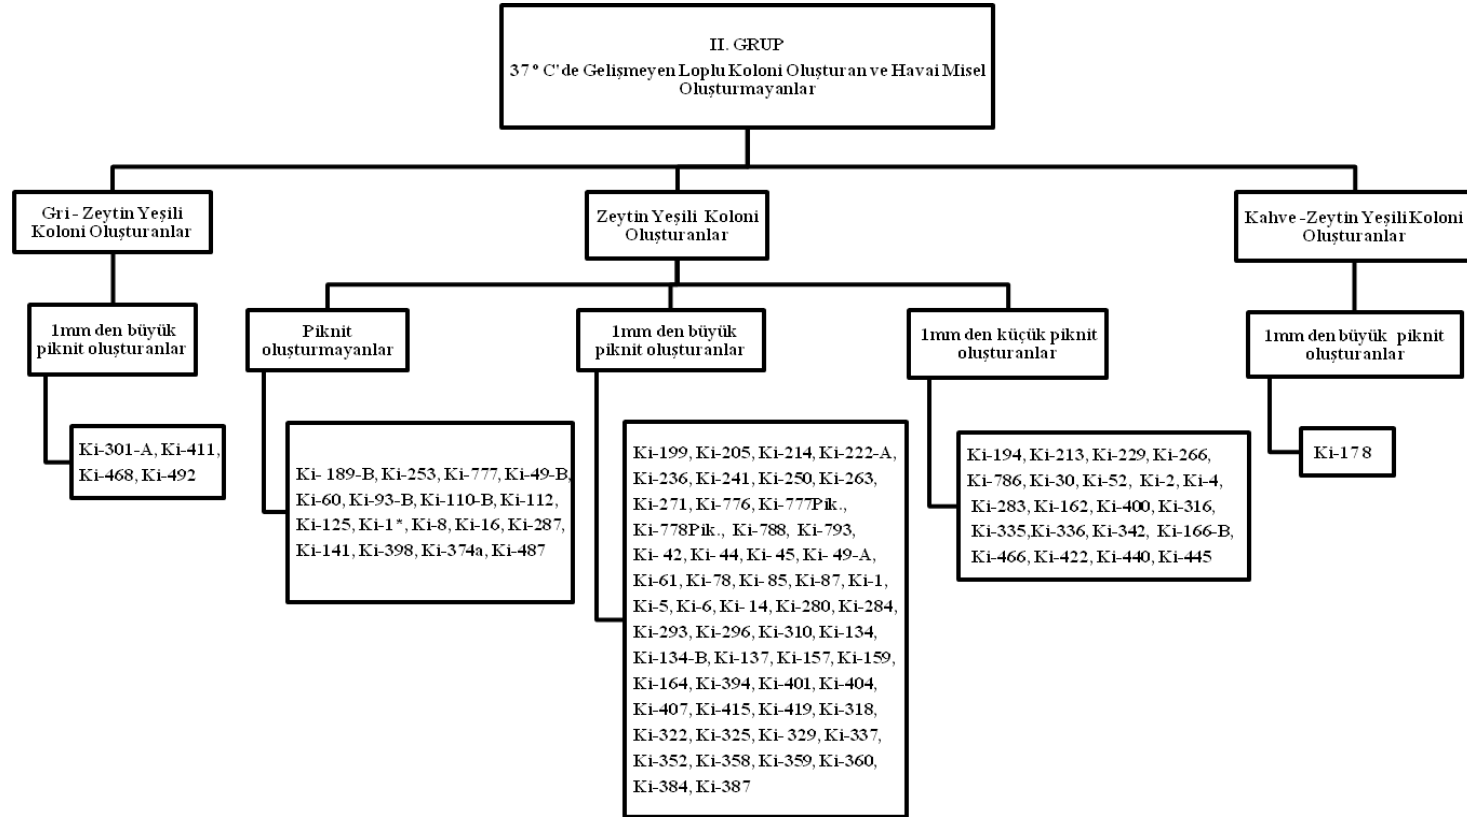 II. GRUP
37 ° C'de Gelişmeyen Loplu Koloni Oluşturan ve Havai Misel
Oluşturmayanlar
Gri - Zeytin Yeşili
Koloni Oluşturanlar
Zeytin Yeşili Koloni
Oluşturanlar
Kahve -Zeytin Yeşili Koloni
Oluşturanlar
1mm den büyük
piknit oluşturanlar
Piknit
oluşturmayanlar
1mm den büyük
piknit oluşturanlar
1mm den küçük piknit
oluşturanlar
1mm den büyük piknit
oluşturanlar
Ki-301-A, Ki-411,
Ki-468, Ki-492
Ki- 189-B, Ki-253, Ki-777, Ki-49-B,
Ki-60, Ki-93-B, Ki-110-B, Ki-112,
Ki-125, Ki-1*, Ki-8, Ki-16, Ki-287,
Ki-141, Ki-398, Ki-374a, Ki-487
Ki-199, Ki-205, Ki-214, Ki-222-A,
Ki-236, Ki-241, Ki-250, Ki-263,
Ki-271, Ki-776, Ki-777Pik.,
Ki-778Pik., Ki-788, Ki-793,
Ki- 42, Ki- 44, Ki- 45, Ki- 49-A,
Ki-61, Ki-78, Ki- 85, Ki-87, Ki-1,
Ki-5, Ki-6, Ki- 14, Ki-280, Ki-284,
Ki-293, Ki-296, Ki-310, Ki-134,
Ki-134-B, Ki-137, Ki-157, Ki-159,
Ki-164, Ki-394, Ki-401, Ki-404,
Ki-407, Ki-415, Ki-419, Ki-318,
Ki-322, Ki-325, Ki- 329, Ki-337,
Ki-352, Ki-358, Ki-359, Ki-360,
Ki-384, Ki-387
Ki-194, Ki-213, Ki-229, Ki-266,
Ki-786, Ki-30, Ki-52, Ki-2, Ki-4,
Ki-283, Ki-162, Ki-400, Ki-316,
Ki-335,Ki-336, Ki-342, Ki-166-B,
Ki-466, Ki-422, Ki-440, Ki-445
Ki-178